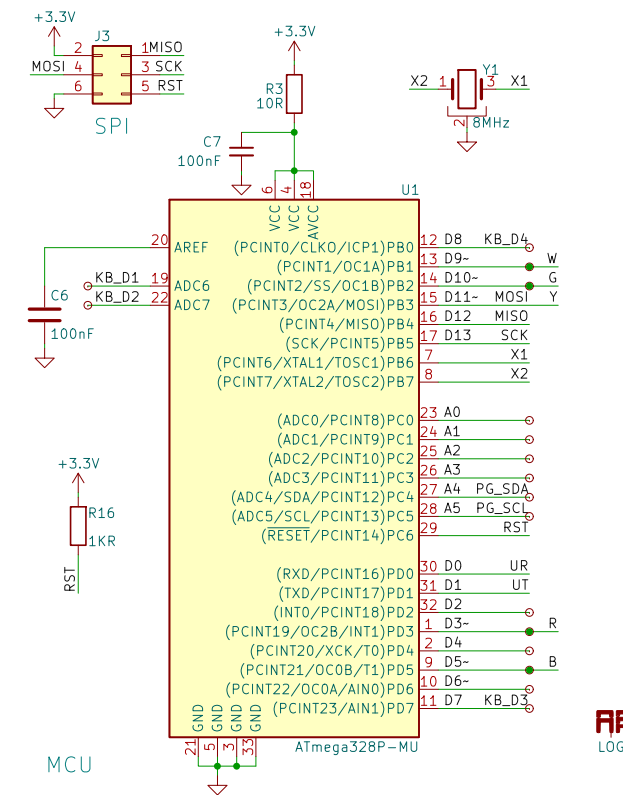 +3.3V
J3
2 1 MISO
MOSI 4 3 SCK
6 5 RST
SPI
+3.3V
R3
10R
C7
100nF
Y1
X2 1 3 X1
2 8MHz
6 4 18
U1
VCC VCC AVCC
20 AREF (PCINT0/CLKO/ICP1)PB0 12 D8 KB_D4
(PCINT1/OC1A)PB1 13 D9~ W
KB_D1 19 ADC6 (PCINT2/SS/OC1B)PB2 14 D10~ G
KB_D2 22 ADC7 (PCINT3/OC2A/MOSI)PB3 15 D11~ MOSI Y
C6
100nF
(PCINT4/MISO)PB4 16 D12 MISO
(SCK/PCINT5)PB5 17 D13 SCK
(PCINT6/XTAL1/TOSC1)PB6 7 X1
(PCINT7/XTAL2/TOSC2)PB7 8 X2
(ADC0/PCINT8)PC0 23 A0
(ADC1/PCINT9)PC1 24 A1
(ADC2/PCINT10)PC2 25 A2
(ADC3/PCINT11)PC3 26 A3
(ADC4/SDA/PCINT12)PC4 27 A4 PG_SDA
(ADC5/SCL/PCINT13)PC5 28 A5 PG_SCL
(RESET/PCINT14)PC6 29 RST
+3.3V
R16
1KR
RST
(RXD/PCINT16)PD0 30 D0 UR
(TXD/PCINT17)PD1 31 D1 UT
(INT0/PCINT18)PD2 32 D2
(PCINT19/OC2B/INT1)PD3 1 D3~ R
(PCINT20/XCK/T0)PD4 2 D4
(PCINT21/OC0B/T1)PD5 9 D5~ B
(PCINT22/OC0A/AIN0)PD6 10 D6~
(PCINT23/AIN1)PD7 11 D7 KB_D3
GND GND GND GND
21 5 3 33
ATmega328P-MU
MCU